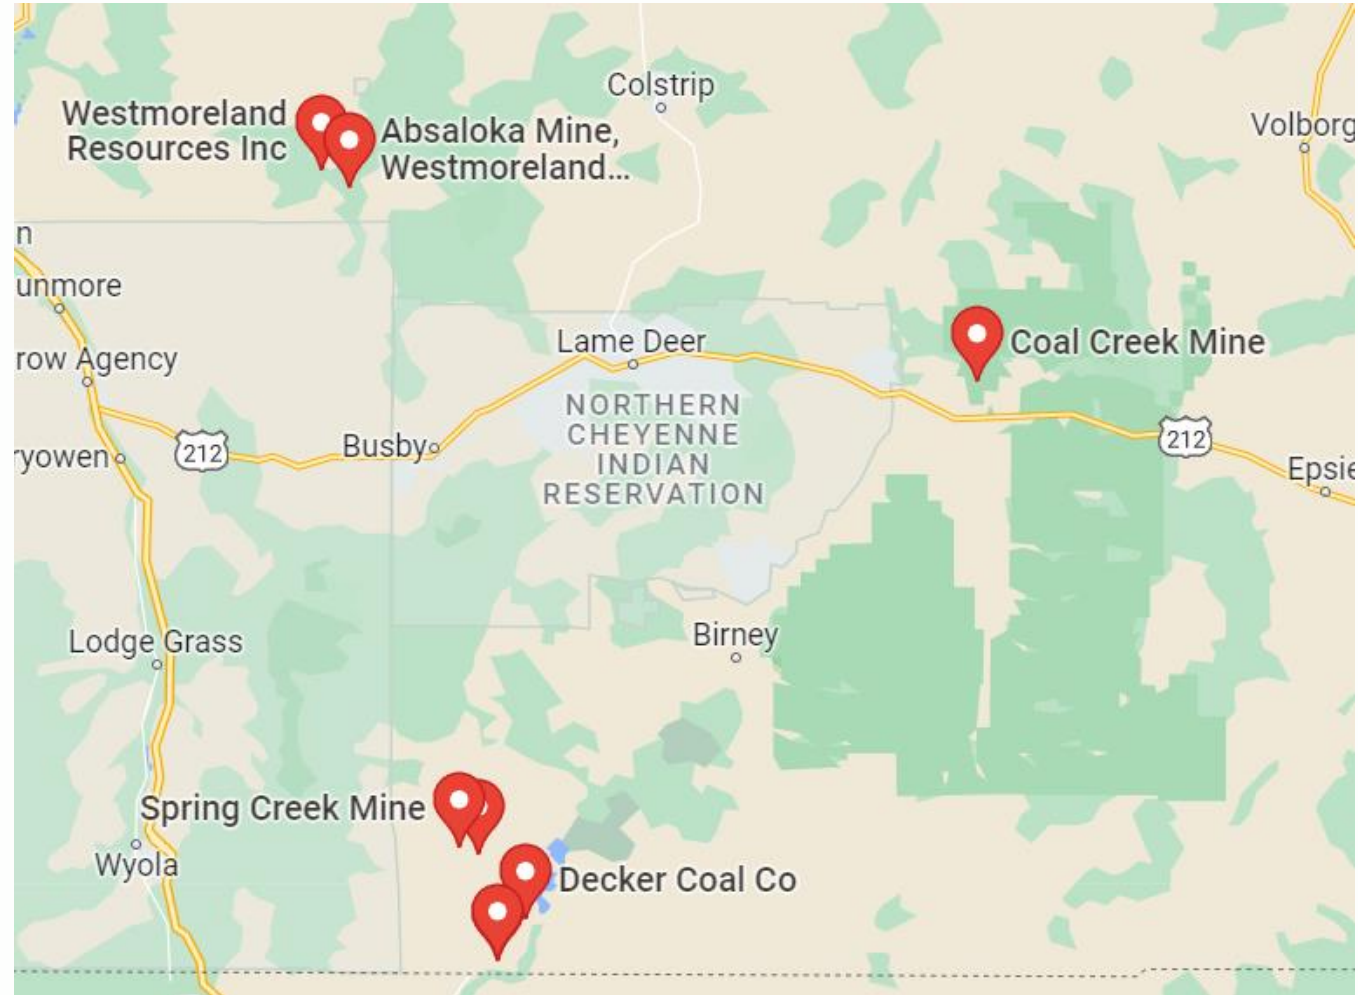 Colstrip
Westmoreland
Resources Inc
Absaloka Mine,
Westmoreland...
Volborg
n
unmore
Lame Deer
Coal Creek Mine
row Agency
NORTHERN
CHEYENNE
INDIAN
RESERVATION
Busby
212
212
ryowen
Epsie
Birney
Lodge Grass
Spring Creek Mine
Wyola
Decker Coal Co